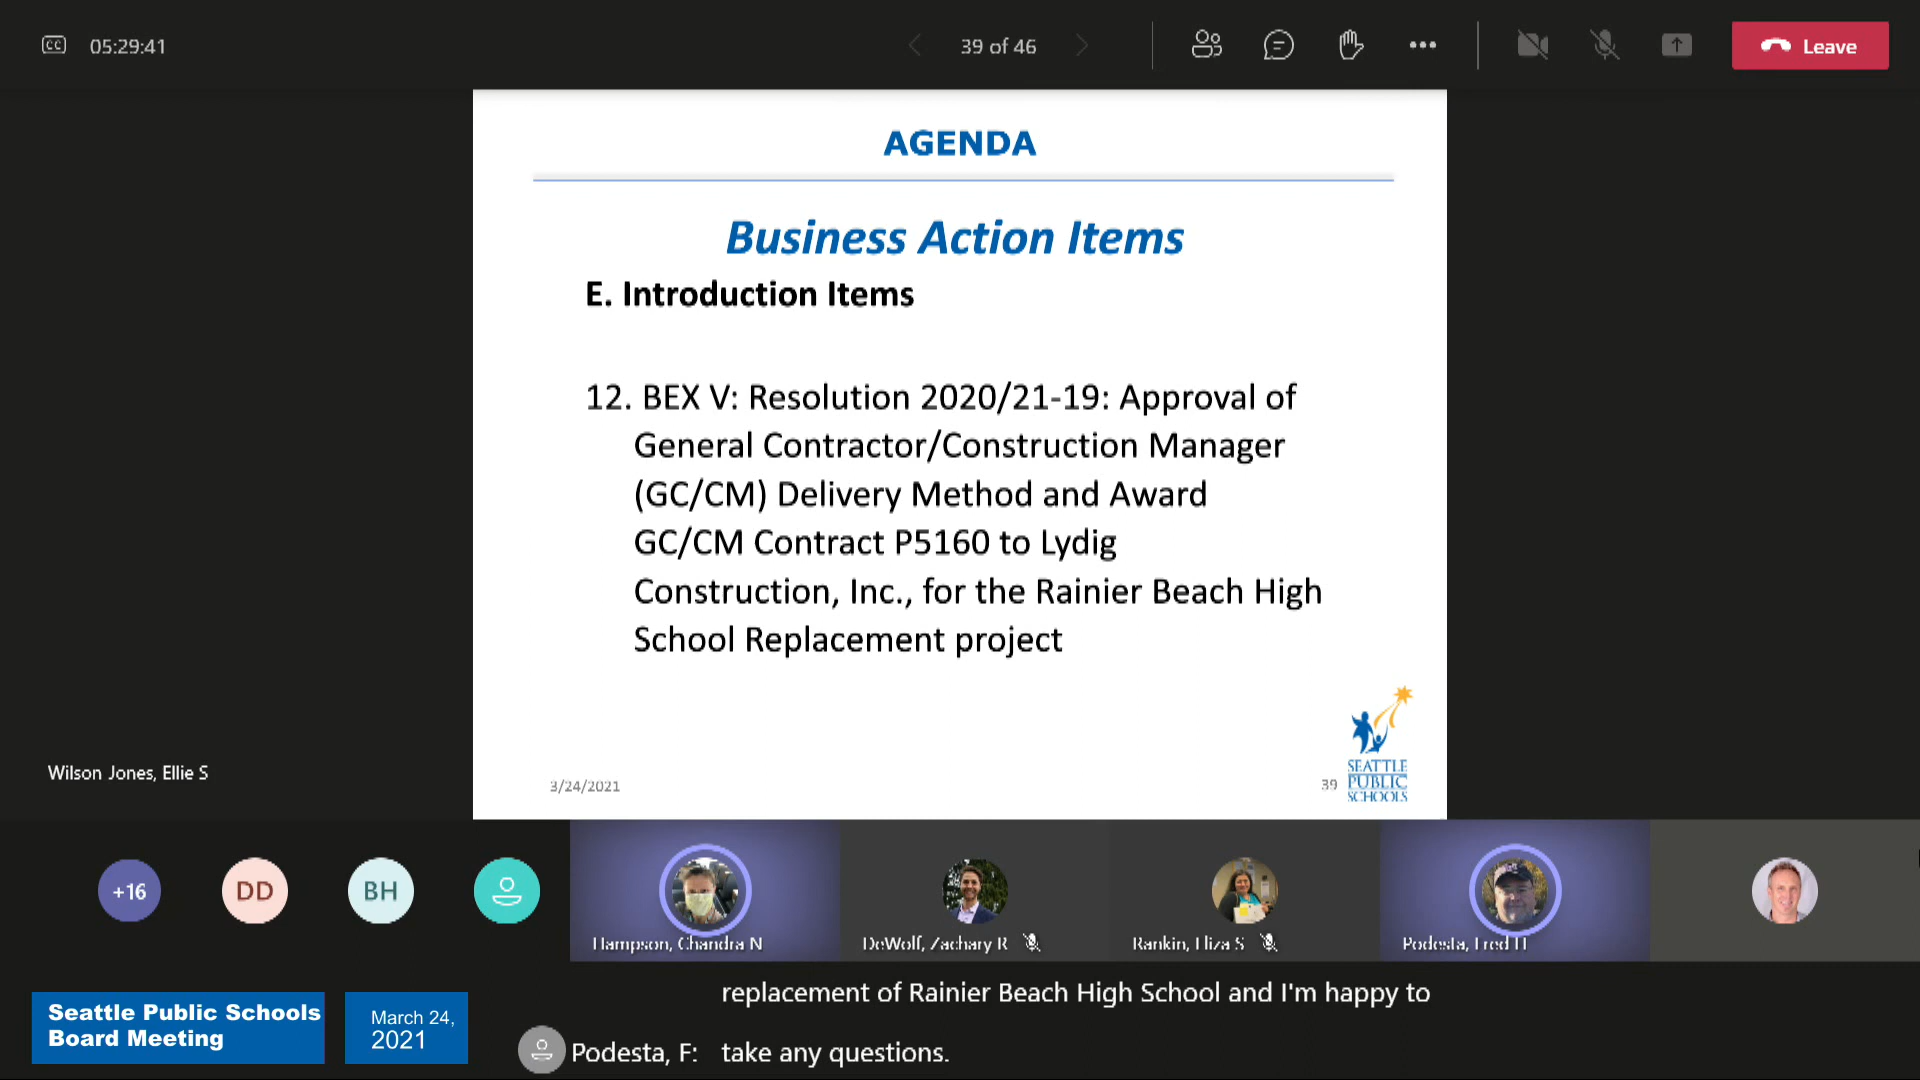 05:29:41
39 of 46
Leave
AGENDA
Business Action Items
E. Introduction Items
12. BEX V: Resolution 2020/21-19: Approval of
General Contractor/Construction Manager
(GC/CM) Delivery Method and Award
GC/CM Contract P5160 to Lydig
Construction, Inc., for the Rainier Beach High
School Replacement project
3/24/2021
39
SEATTLE
PUBLIC
SCHOOLS
Wilson Jones, Ellie S
+16
DD
BH
Hampson, Chandra N
DeWolf, Zachary R
Rankin, Eliza S
Podesta, Fred H
Seattle Public Schools
Board Meeting
March 24,
2021
replacement of Rainier Beach High School and I'm happy to
Podesta, F: take any questions.